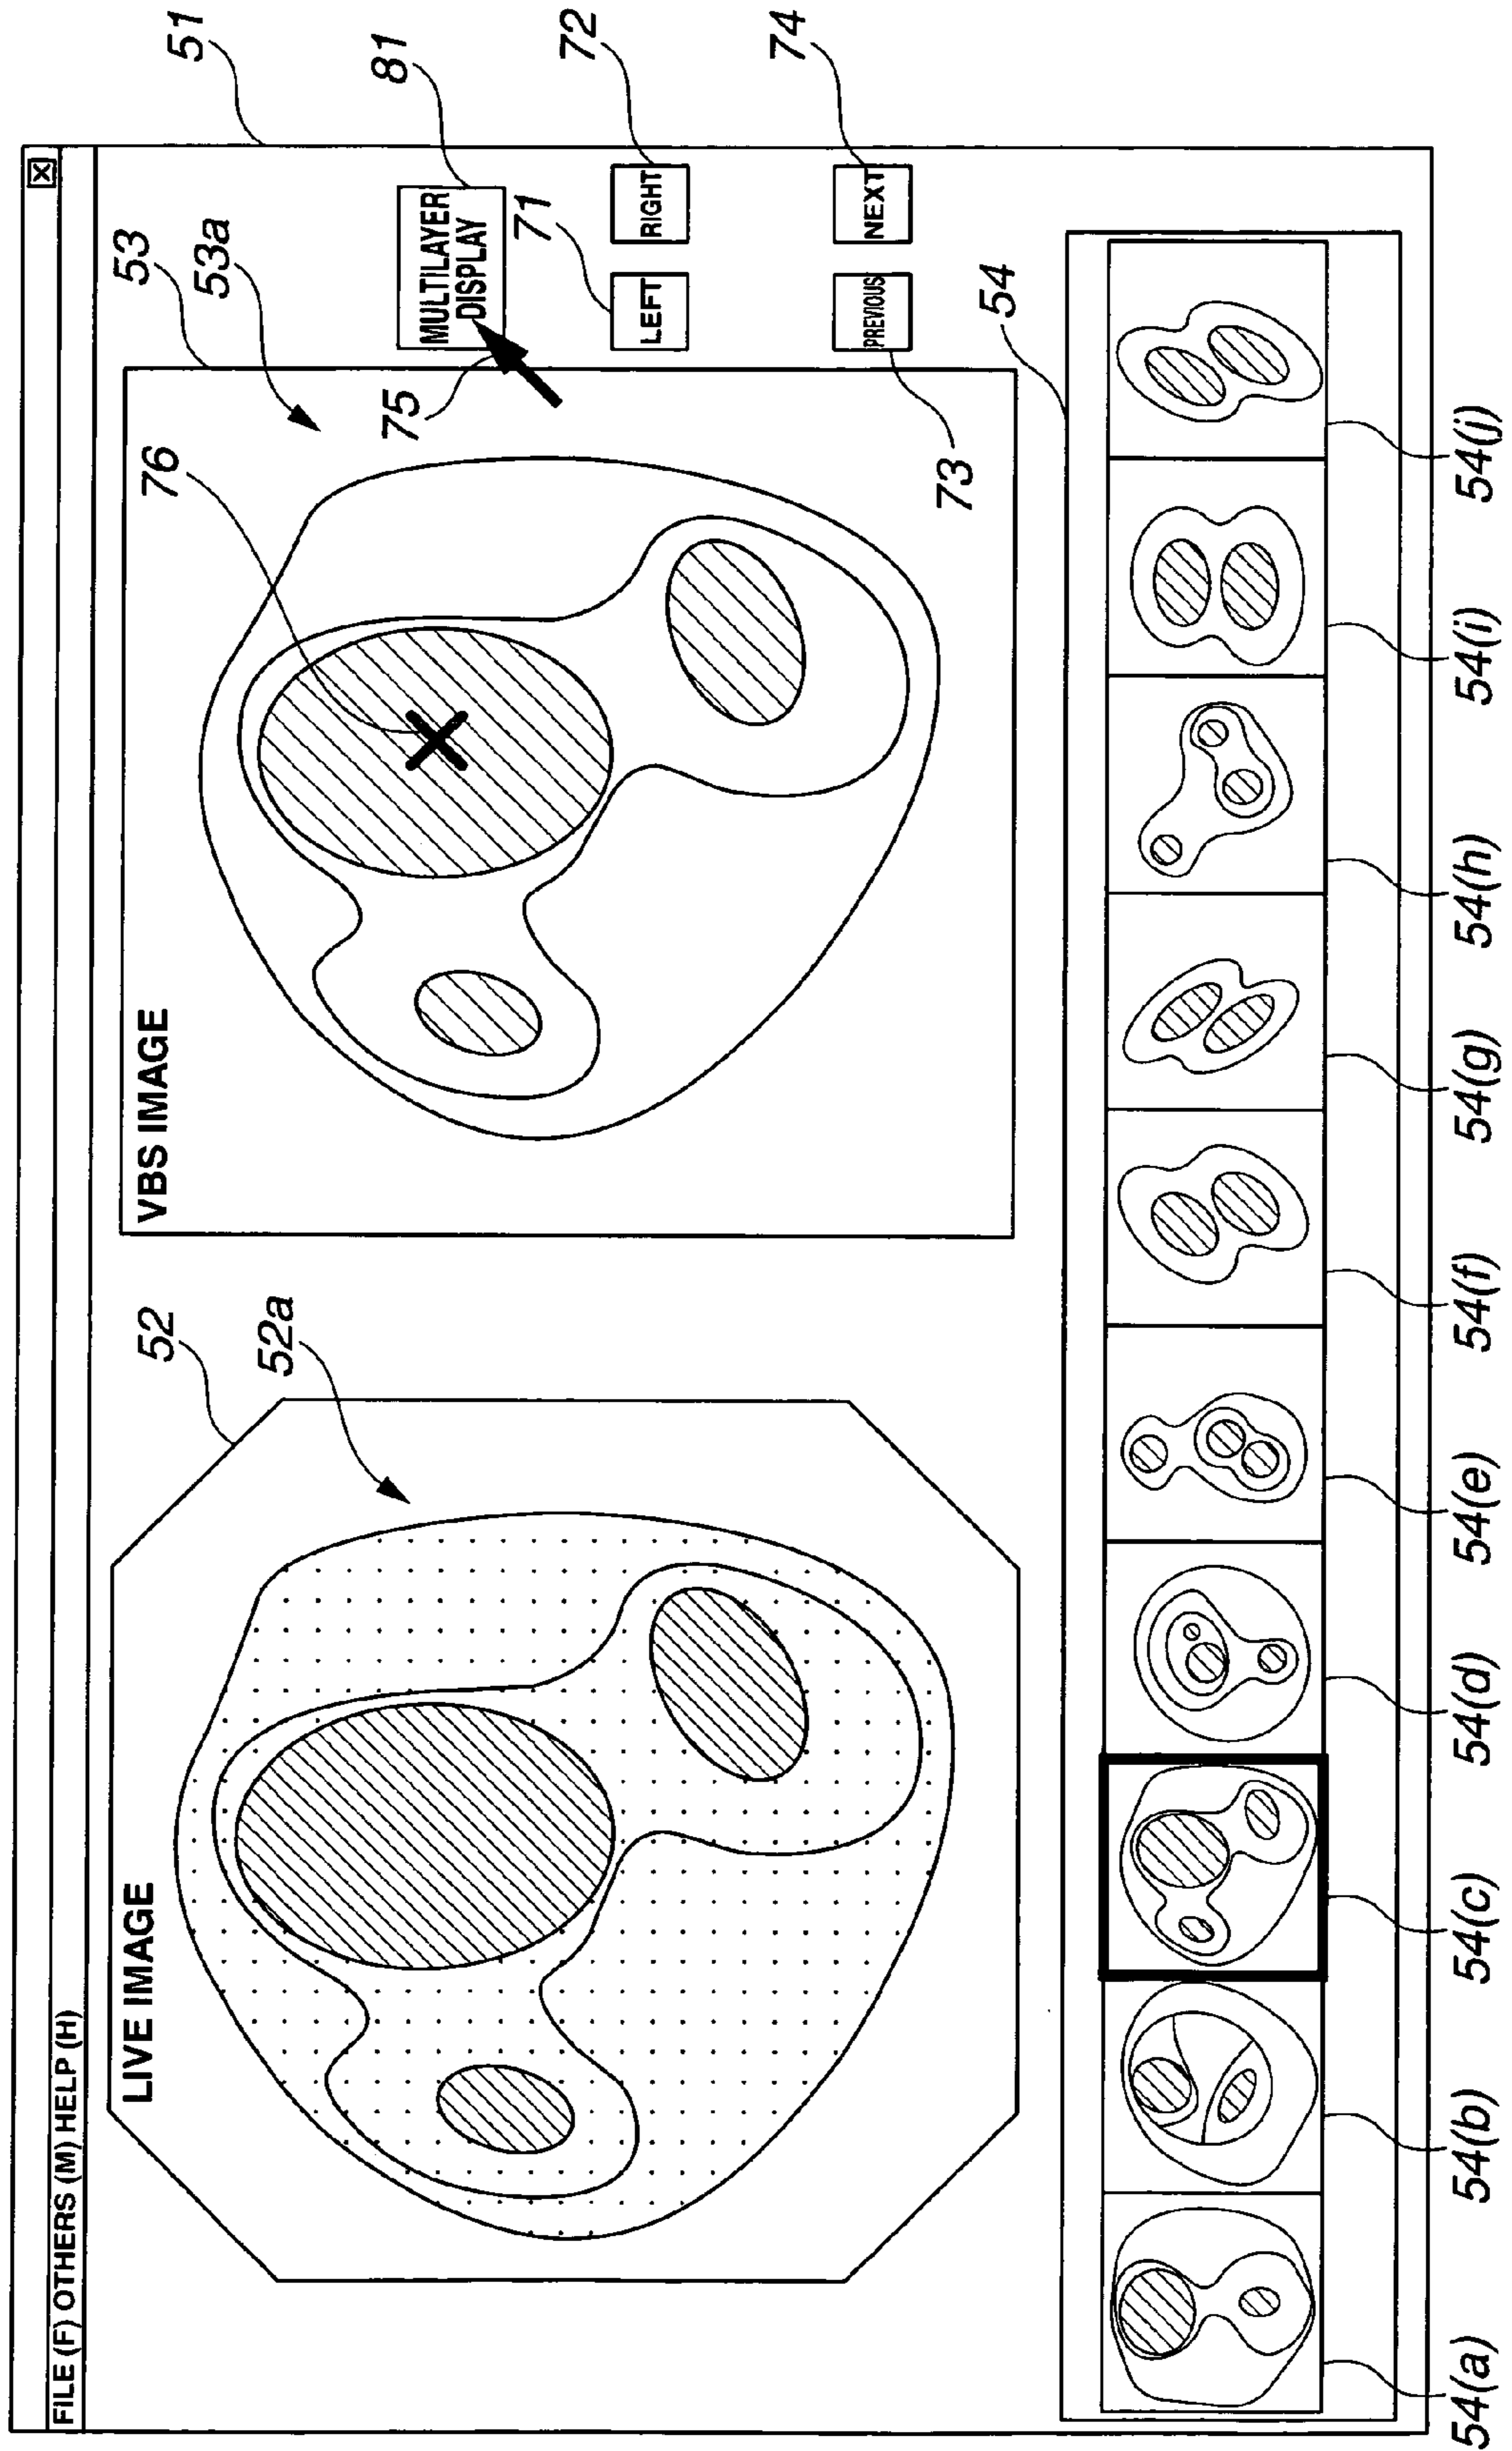 51
FILE (F) OTHERS (M) HELP (H)
X
52
53
LIVE IMAGE
VBS IMAGE
52a
76
53a
81
75
MULTILAYER
DISPLAY
71
72
LEFT
RIGHT
74
PREVIOUS
NEXT
73
54
54(a)
54(b)
54(c)
54(d)
54(e)
54(f)
54(g)
54(h)
54(i)
54(j)